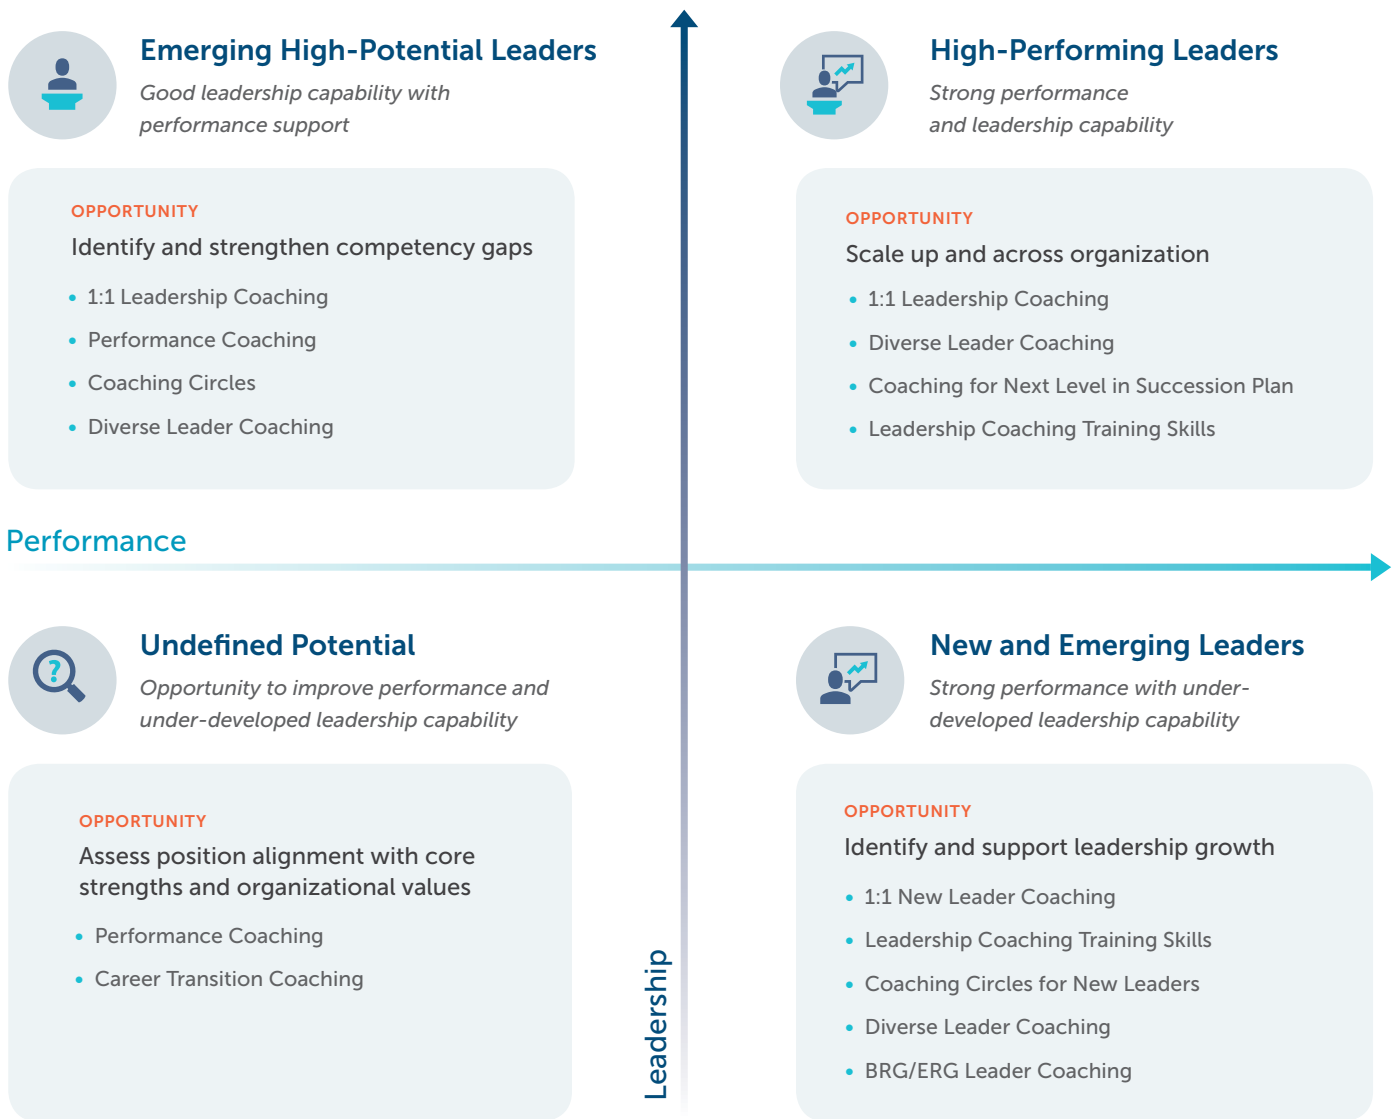 Emerging High-Potential Leaders
Good leadership capability with
performance support
OPPORTUNITY
Identify and strengthen competency gaps
• 1:1 Leadership Coaching
• Performance Coaching
• Coaching Circles
• Diverse Leader Coaching
High-Performing Leaders
Strong performance
and leadership capability
OPPORTUNITY
Scale up and across organization
• 1:1 Leadership Coaching
• Diverse Leader Coaching
• Coaching for Next Level in Succession Plan
• Leadership Coaching Training Skills
Performance
?
Undefined Potential
Opportunity to improve performance and
under-developed leadership capability
OPPORTUNITY
Assess position alignment with core
strengths and organizational values
• Performance Coaching
• Career Transition Coaching
Leadership
New and Emerging Leaders
Strong performance with under-
developed leadership capability
OPPORTUNITY
Identify and support leadership growth
• 1:1 New Leader Coaching
• Leadership Coaching Training Skills
• Coaching Circles for New Leaders
• Diverse Leader Coaching
• BRG/ERG Leader Coaching